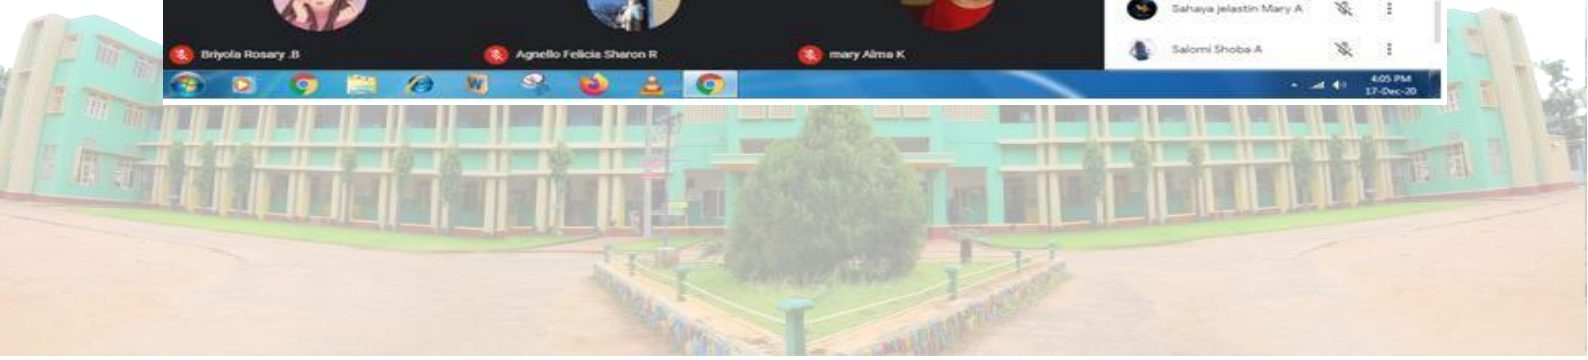 Briyola Rosary .B
Agnello Felicia Sharon R
mary Alma K
Sahaya jelastin Mary A
Salomi Shoba A
4:05 PM
17-Dec-20